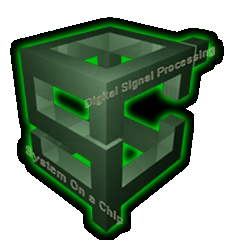 Digital Signal Processing
System On a Chip